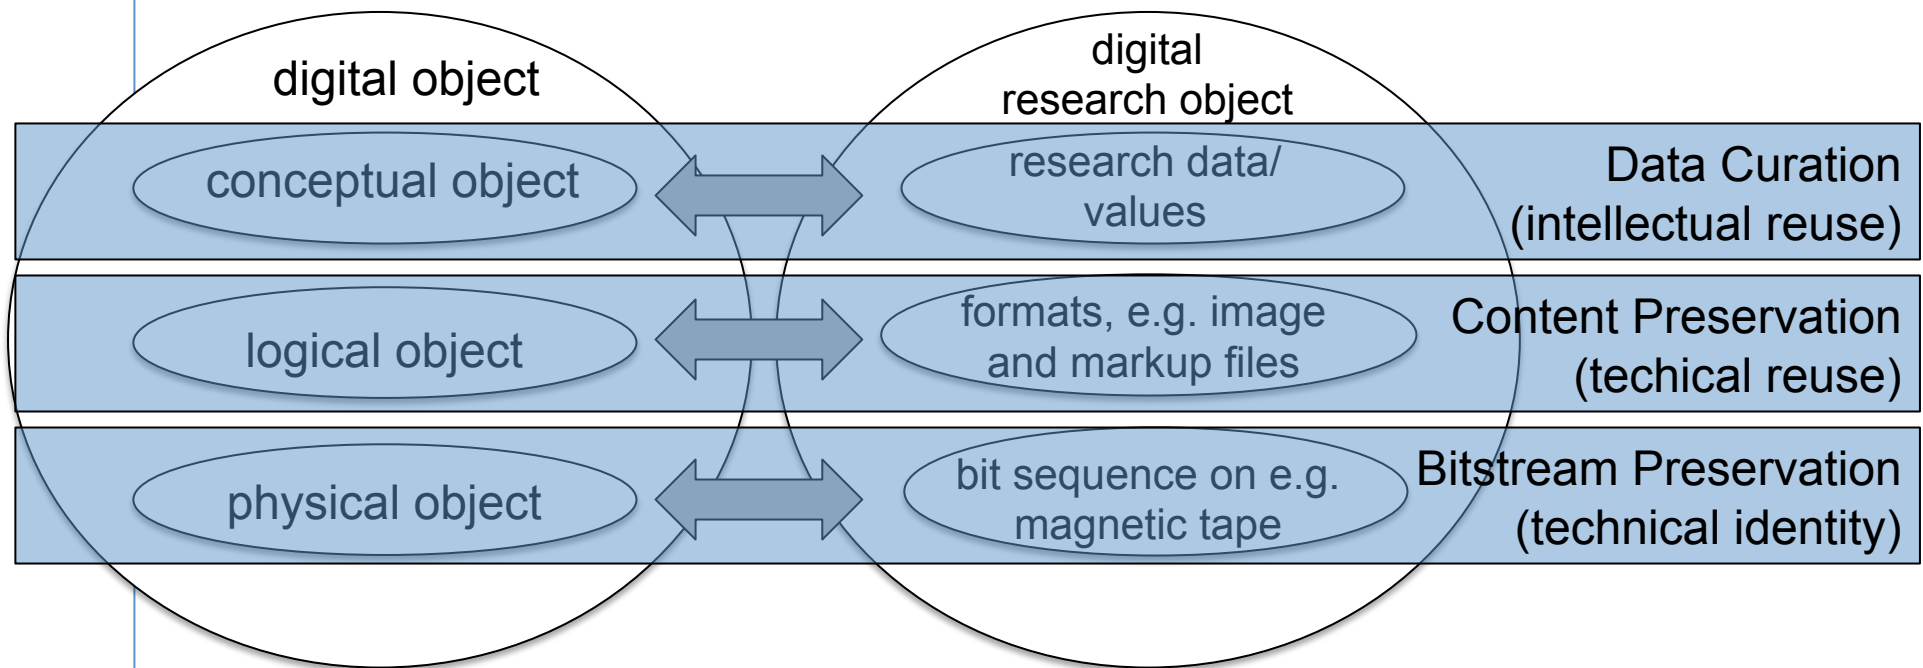 digital object
digital
research object
conceptual object
research data/
values
Data Curation
(intellectual reuse)
logical object
formats, e.g. image
and markup files
Content Preservation
(techical reuse)
physical object
bit sequence on e.g.
magnetic tape
Bitstream Preservation
(technical identity)